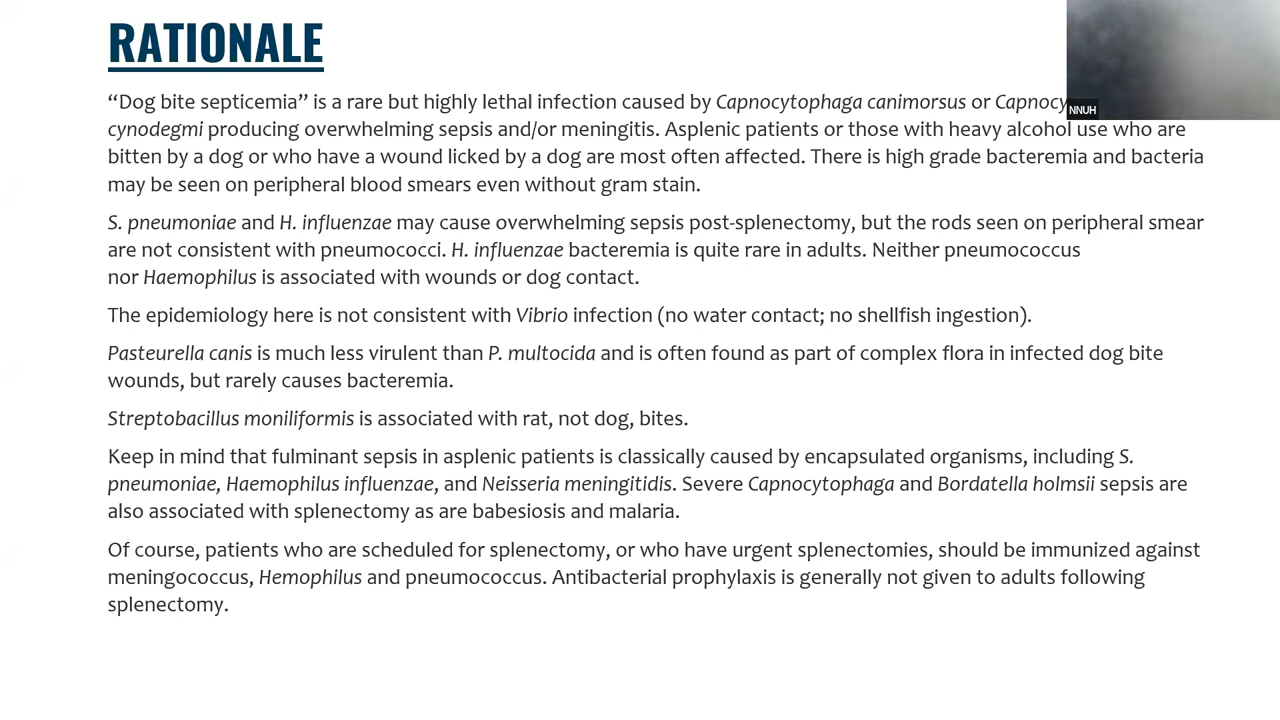 RATIONALE
“Dog bite septicemia” is a rare but highly lethal infection caused by Capnocytophaga canimorsus or Capnocy
NNUH
cynodegmi producing overwhelming sepsis and/or meningitis. Asplenic patients or those with heavy alcohol use who are
bitten by a dog or who have a wound licked by a dog are most often affected. There is high grade bacteremia and bacteria
may be seen on peripheral blood smears even without gram stain.
S. pneumoniae and H. influenzae may cause overwhelming sepsis post-splenectomy, but the rods seen on peripheral smear
are not consistent with pneumococci. H. influenzae bacteremia is quite rare in adults. Neither pneumococcus
nor Haemophilus is associated with wounds or dog contact.
The epidemiology here is not consistent with Vibrio infection (no water contact; no shellfish ingestion).
Pasteurella canis is much less virulent than P. multocida and is often found as part of complex flora in infected dog bite
wounds, but rarely causes bacteremia.
Streptobacillus moniliformis is associated with rat, not dog, bites.
Keep in mind that fulminant sepsis in asplenic patients is classically caused by encapsulated organisms, including S.
pneumoniae, Haemophilus influenzae, and Neisseria meningitidis. Severe Capnocytophaga and Bordatella holmsii sepsis are
also associated with splenectomy as are babesiosis and malaria.
Of course, patients who are scheduled for splenectomy, or who have urgent splenectomies, should be immunized against
meningococcus, Hemophilus and pneumococcus. Antibacterial prophylaxis is generally not given to adults following
splenectomy.